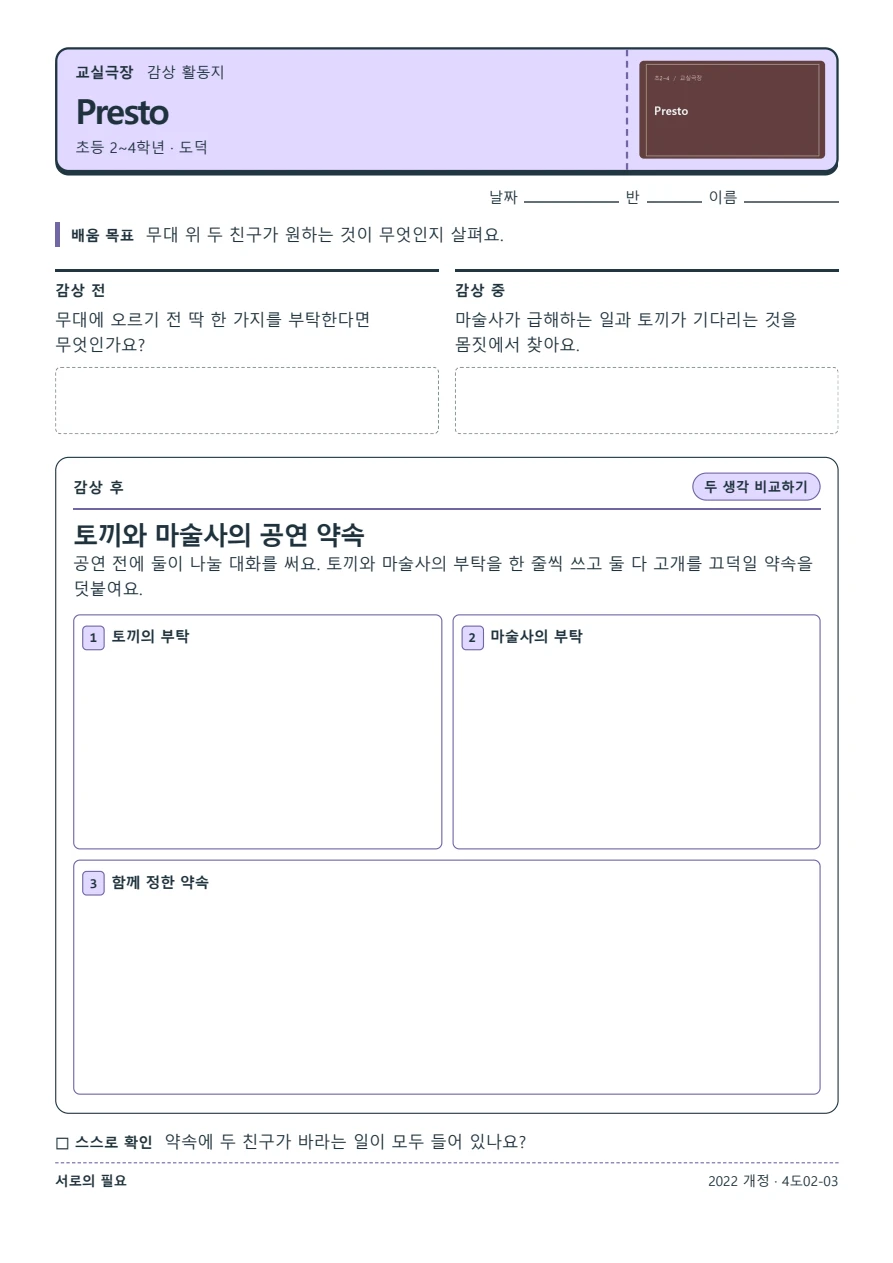 교실극장 감상 활동지
Presto
초등 2~4학년 · 도덕
초2–4 / 교실극장
Presto
날짜 반 이름
배움 목표 무대 위 두 친구가 원하는 것이 무엇인지 살펴요.
감상 전
무대에 오르기 전 딱 한 가지를 부탁한다면
무엇인가요?
감상 중
마술사가 급해하는 일과 토끼가 기다리는 것을
몸짓에서 찾아요.
감상 후
두 생각 비교하기
토끼와 마술사의 공연 약속
공연 전에 둘이 나눌 대화를 써요. 토끼와 마술사의 부탁을 한 줄씩 쓰고 둘 다 고개를 끄덕일 약속을
덧붙여요.
1 토끼의 부탁
2 마술사의 부탁
3 함께 정한 약속
□ 스스로 확인 약속에 두 친구가 바라는 일이 모두 들어 있나요?
서로의 필요
2022 개정 · 4도02-03